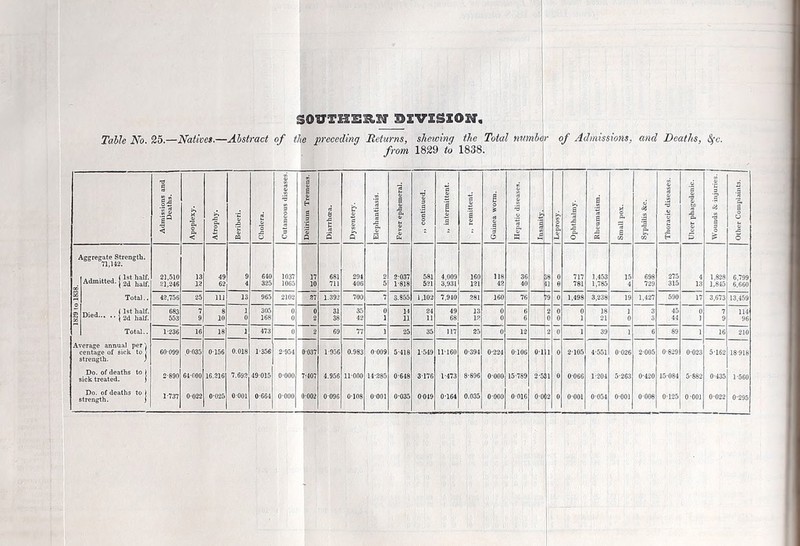 SOUTHERN DIVISION.
Table No. 25.—Natives.—Abstract of the preceding Returns, shewing the Total number of Admissions, and Deaths, &c.
from 1829 to 1838.
Admissions and Deaths. | Apoplexy. | Atrophy. | Beriberi. | Cholera. | Cutaneous diseases. | Delirium Tremens. | Diarrhœa. | Dysentery. | Elephantiasis. | Fever ephemeral. | ,, continued. | ,, intermittent. | ,, remittent. | Guinea worm. | Hepatic diseases. | Insanity. | Leprosy. | Ophthalmy. | Rheumatism. | Small pox. | Syphilis &c. | Thoracic diseases. | Ulcer phagedenic. | Wounds & injuries. | Other Complaints.
Aggregate Strength.
71,142.
1829 to 1838.
Admitted. 1st half. 21,510 13 49 9 640 1037 17 681 294 2 2·037 581 4,009 160 118 36 38 0 717 1,453 15 698 275 4 1,828 6,799
2d half. 21,246 12 62 4 325 1065 10 711 406 5 1·818 521 3,931 121 42 40 41 0 781 1,785 4 729 315 13 1,845 6,660
Total.. 42,756 25 111 13 965 2102 27 1.392 700 7 3.855 1,102 7,940 281 160 76 79 0 1,498 3,238 19 1,427 590 17 3,673 13,459
Died... .. 1st half. 683 7 8 1 305 0 0 31 35 0 14 24 49 13 0 6 2 0 0 18 1 3 45 0 7 114
2d half. 553 9 10 0 168 0 2 38 42 1 11 11 68 12 0 6 0 0 1 21 0 3 44 1 9 96
Total.. 1·236 16 18 1 473 0 2 69 77 1 25 35 117 25 0 12 2 0 1 39 1 6 89 1 16 210
Average annual per centage of sick to strength. 60·099 0·035 0·156 0.018 1·356 2·954 0·037 1·956 0.983 0·009 5·418 1·549 11·160 0·394 0·224 0·106 0·111 0 2·105 4·551 0·026 2·005 0·829 0·023 5·162 18·918
Do. of deaths to sick treated. 2·890 64·000 16.216 7.692 49·015 0·000 7·407 4.956 11·000 14·285 0·648 3·176 1·473 8·896 0·000 15·789 2·531 0 0·066 1·204 5·263 0·420 15·084 5·882 0·435 1·560
Do. of deaths to strength. 1·737 0·022 0·025 0·001 0·664 0·000 0·002 0·096 0·108 0·001 0·035 0·049 0·164 0.035 0·000 0·016 0·002 0 0·001 0·054 0·001 0·008 0·125 0·001 0·022 0·295